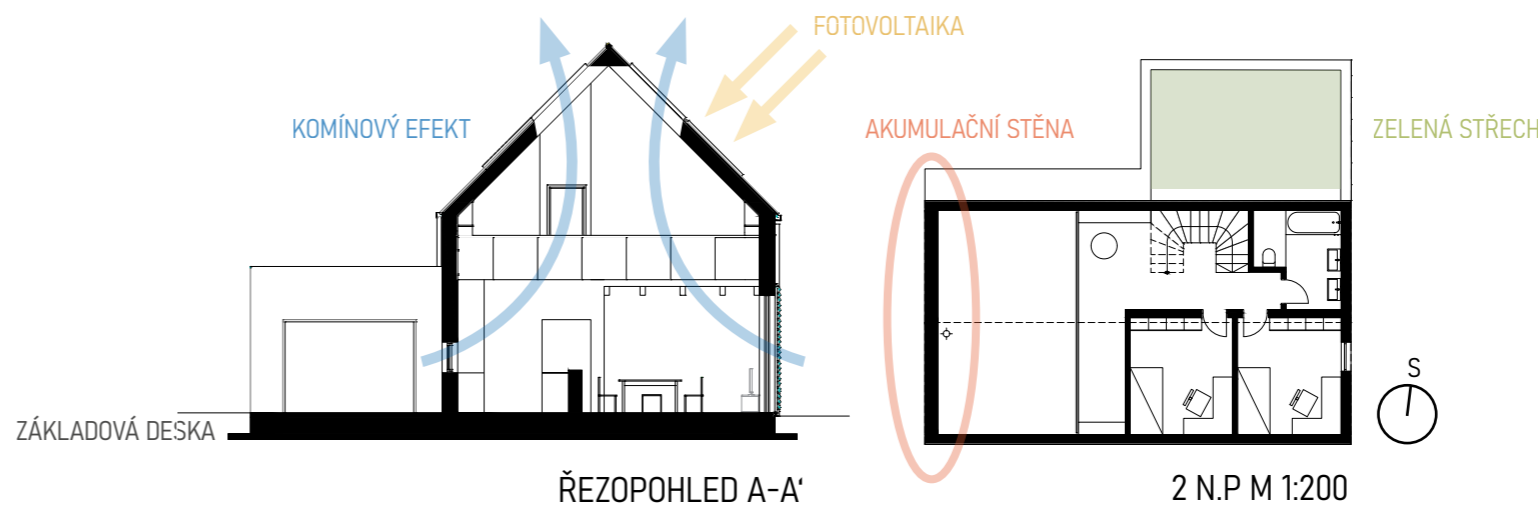 FOTOVOLTAIKA
KOMÍNOVÝ EFEKT
AKUMULAČNÍ STĚNA
ZELENÁ STŘECH
S
ZÁKLADOVÁ DESKA
ŘEZOPOHLED A-A'
2 N.P M 1:200